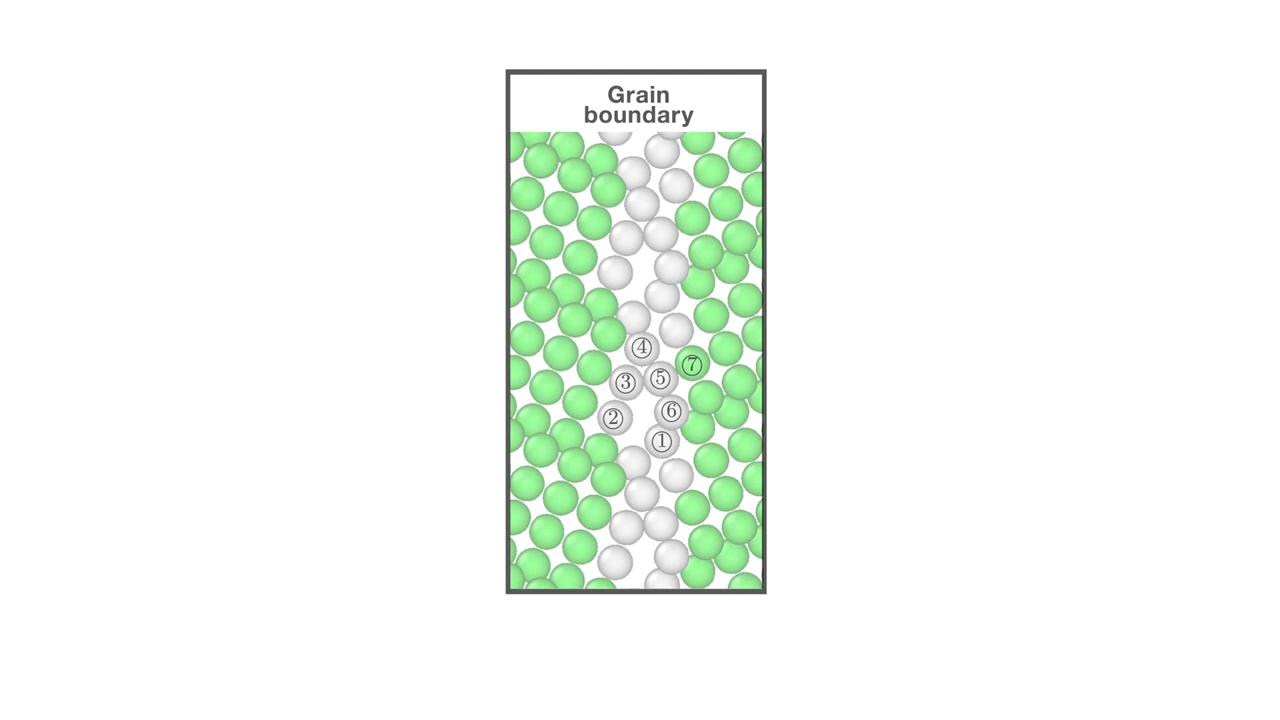 Grain
boundary
④
⑦
③ ⑤
② ⑥
①